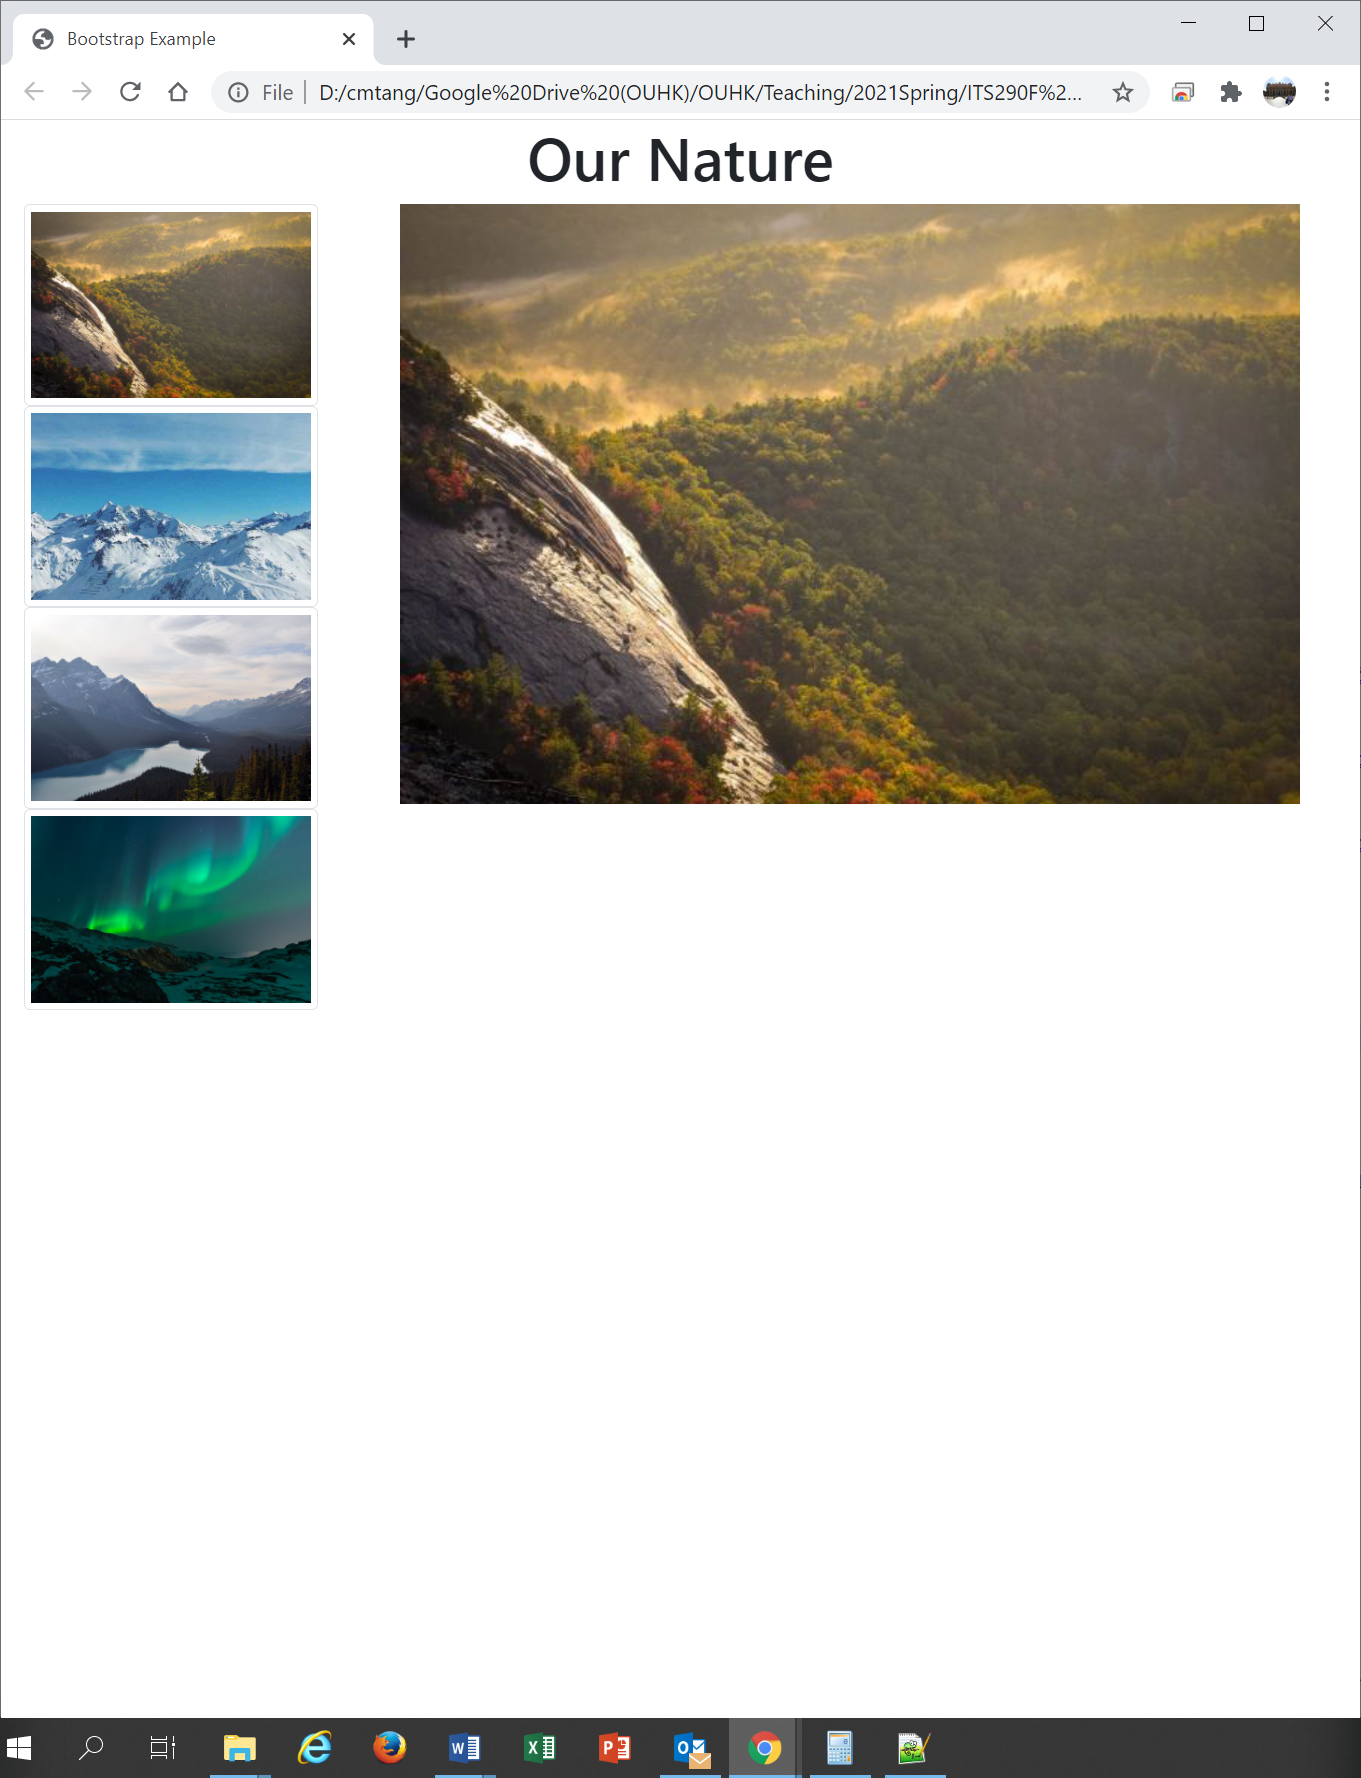 Bootstrap Example
File
D:/cmtang/Google%20Drive%20(OUHK)/OUHK/Teaching/2021Spring/ITS290F%2...
Our Nature